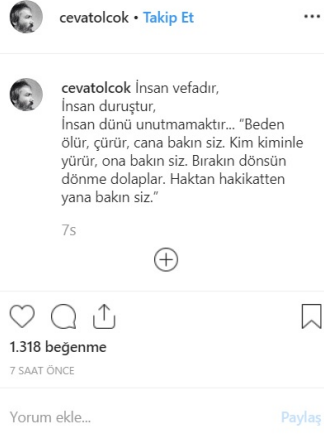 cevatolcok • Takip Et
cevatolcok İnsan vefadır,
İnsan duruştur,
İnsan dünü unutmamaktır... “Beden
ölür, çürür, cana bakın siz. Kim kiminle
yürür, ona bakın siz. Bırakın dönsün
dönme dolaplar. Haktan hakikatten
yana bakın siz.”
7s
1.318 beğenme
7 SAAT ÖNCE
Yorum ekle...
Paylaş